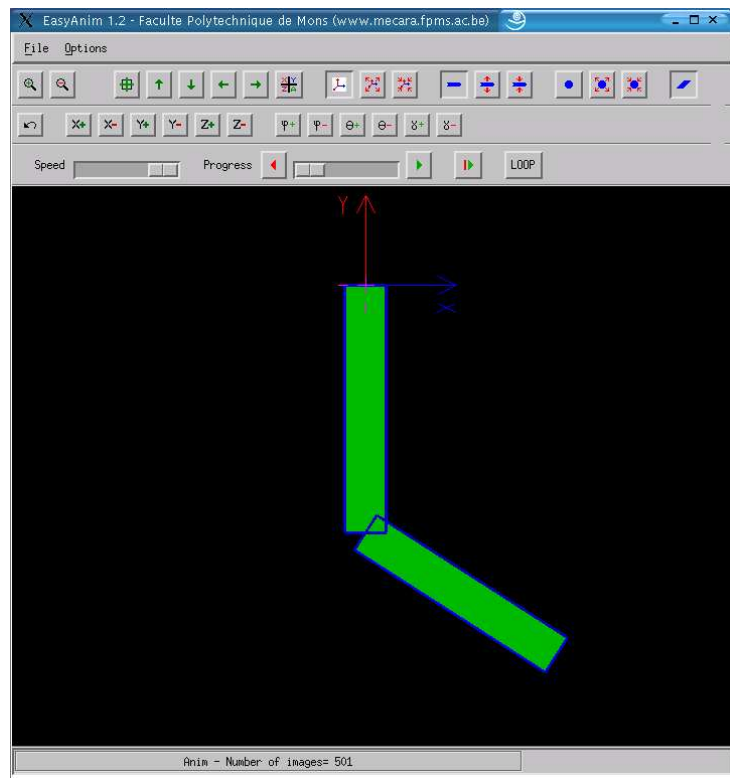 EasyAnim 1.2 - Faculte Polytechnique de Mons (www.mecara.fpms.ac.be)
File Options
X+ X- Y+ Y- Z+ Z- Ψ+ Ψ- Θ+ Θ- Ɣ+ Ɣ-
Speed Progress LOOP
Y
X
Anim - Number of images= 501